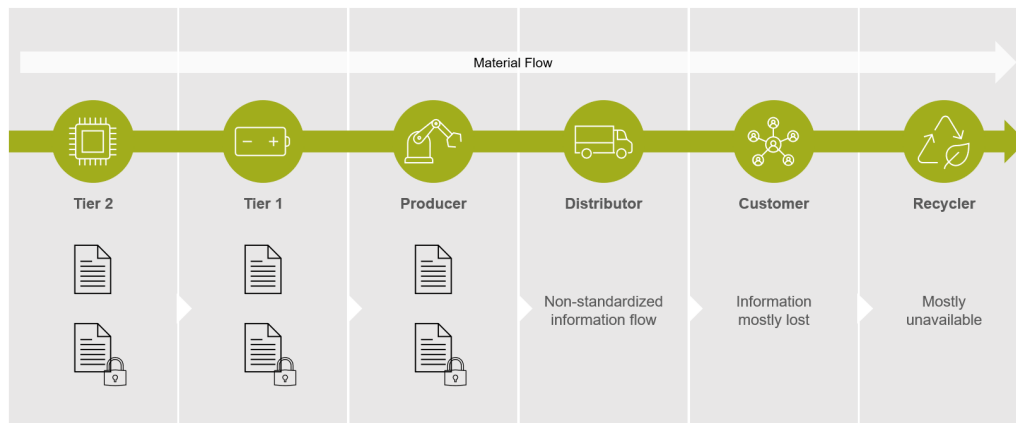 Material Flow
Tier 2
Tier 1
Producer
Distributor
Customer
Recycler
Non-standardized
information flow
Information
mostly lost
Mostly
unavailable